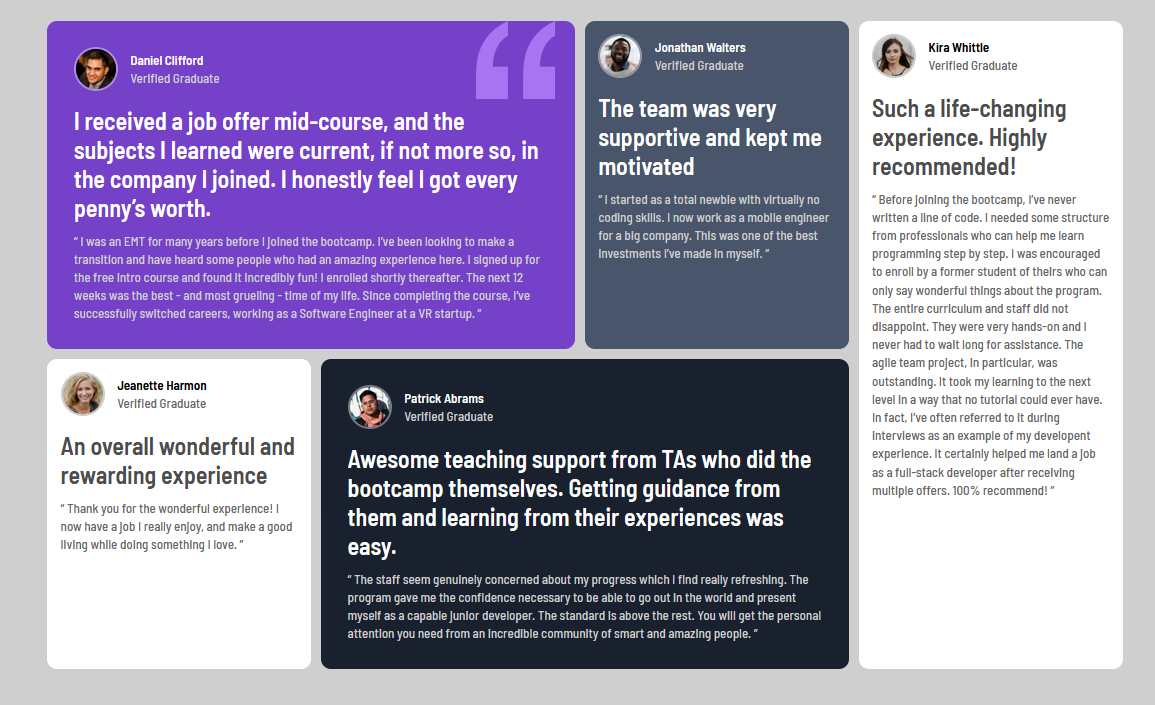 Daniel Clifford
Verified Graduate
I received a job offer mid-course, and the
subjects I learned were current, if not more so, in
the company I joined. I honestly feel I got every
penny’s worth.
“ I was an EMT for many years before I joined the bootcamp. I’ve been looking to make a
transition and have heard some people who had an amazing experience here. I signed up for
the free intro course and found it incredibly fun! I enrolled shortly thereafter. The next 12
weeks was the best - and most grueling - time of my life. Since completing the course, I’ve
successfully switched careers, working as a Software Engineer at a VR startup. ”
Jonathan Walters
Verified Graduate
The team was very
supportive and kept me
motivated
“ I started as a total newbie with virtually no
coding skills. I now work as a mobile engineer
for a big company. This was one of the best
investments I’ve made in myself. ”
Kira Whittle
Verified Graduate
Such a life-changing
experience. Highly
recommended!
“ Before joining the bootcamp, I’ve never
written a line of code. I needed some structure
from professionals who can help me learn
programming step by step. I was encouraged
to enroll by a former student of theirs who can
only say wonderful things about the program.
The entire curriculum and staff did not
disappoint. They were very hands-on and I
never had to wait long for assistance. The
agile team project, in particular, was
outstanding. It took my learning to the next
level in a way that no tutorial could ever have.
In fact, I’ve often referred to it during
interviews as an example of my developent
experience. It certainly helped me land a job
as a full-stack developer after receiving
multiple offers. 100% recommend! ”
Jeanette Harmon
Verified Graduate
An overall wonderful and
rewarding experience
“ Thank you for the wonderful experience! I
now have a job I really enjoy, and make a good
living while doing something I love. ”
Patrick Abrams
Verified Graduate
Awesome teaching support from TAs who did the
bootcamp themselves. Getting guidance from
them and learning from their experiences was
easy.
“ The staff seem genuinely concerned about my progress which I find really refreshing. The
program gave me the confidence necessary to be able to go out in the world and present
myself as a capable junior developer. The standard is above the rest. You will get the personal
attention you need from an incredible community of smart and amazing people. ”